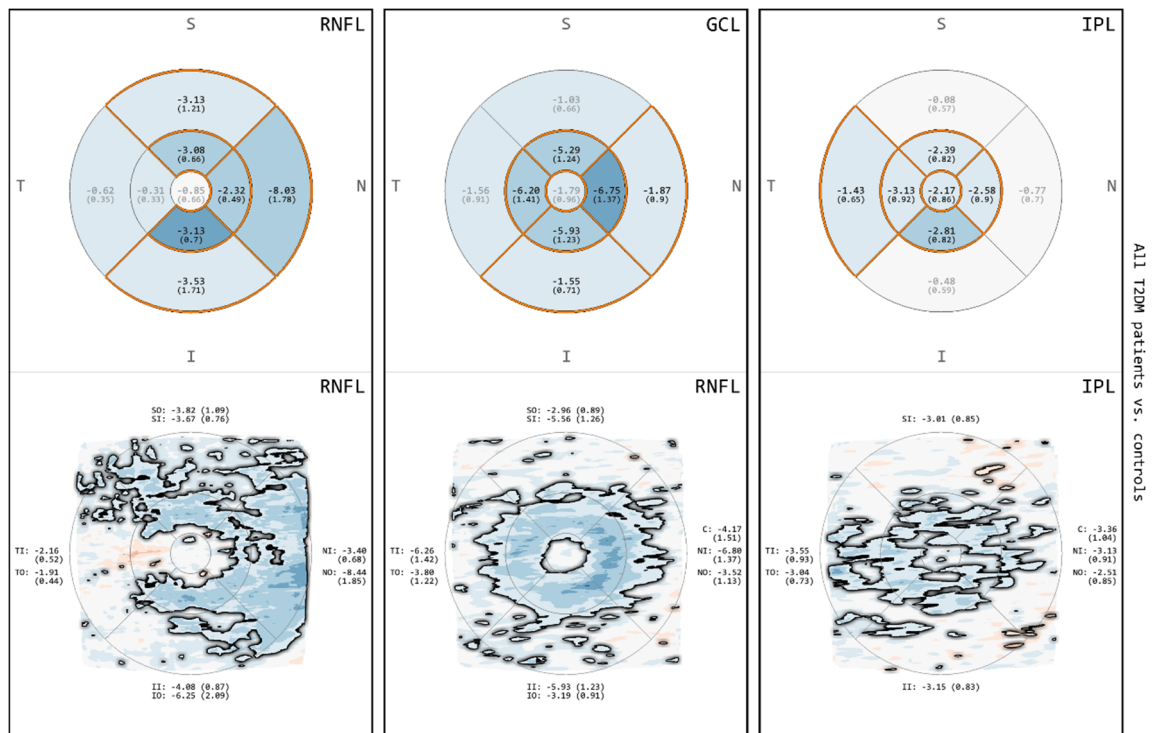 S
RNFL
-3.13
(1.21)
-3.08
(0.66)
T
-0.62
(0.35)
-0.31
(0.33)
-0.85
(0.66)
-2.32
(0.49)
-8.03
(1.78)
N
-3.13
(0.7)
-3.53
(1.71)
I
S
GCL
-1.03
(0.66)
-5.29
(1.24)
T
-1.56
(0.91)
-6.20
(1.41)
-1.79
(0.96)
-6.75
(1.37)
-1.87
(0.9)
N
-5.93
(1.23)
-1.55
(0.71)
I
S
IPL
-0.08
(0.57)
-2.39
(0.82)
T
-1.43
(0.65)
-3.13
(0.92)
-2.17
(0.86)
-2.58
(0.9)
-0.77
(0.7)
N
-2.81
(0.82)
-0.48
(0.59)
I
RNFL
SO: -3.82 (1.09)
SI: -3.67 (0.76)
TI: -2.16
(0.52)
TO: -1.91
(0.44)
NI: -3.40
(0.68)
NO: -8.44
(1.85)
II: -4.08 (0.87)
IO: -6.25 (2.09)
RNFL
SO: -2.96 (0.89)
SI: -5.56 (1.26)
TI: -6.26
(1.42)
TO: -3.80
(1.22)
C: -4.17
(1.51)
NI: -6.80
(1.37)
NO: -3.52
(1.13)
II: -5.93 (1.23)
IO: -3.19 (0.91)
IPL
SI: -3.01 (0.85)
TI: -3.55
(0.93)
TO: -3.04
(0.73)
C: -3.36
(1.04)
NI: -3.13
(0.91)
NO: -2.51
(0.85)
II: -3.15 (0.83)
All T2DM patients vs. controls